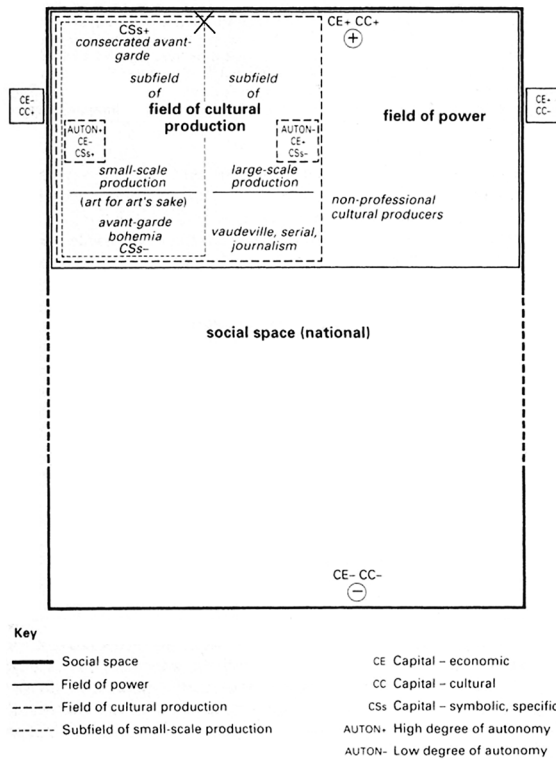 CE+ CC+
+
CSs+
consecrated avant-
garde
subfield
of
subfield
of
field of cultural
production
field of power
CE-
CC+
CE+
CC-
AUTON+
CE-
CSs+
AUTON-
CE+
CSs-
small-scale
production
large-scale
production
(art for art's sake)
non-professional
cultural producers
avant-garde
bohemia
CSs-
vaudeville, serial,
journalism
social space (national)
CE- CC-
−
Key
Social space
Field of power
Field of cultural production
Subfield of small-scale production
CE Capital – economic
CC Capital – cultural
CSs Capital – symbolic, specific
AUTON+ High degree of autonomy
AUTON- Low degree of autonomy